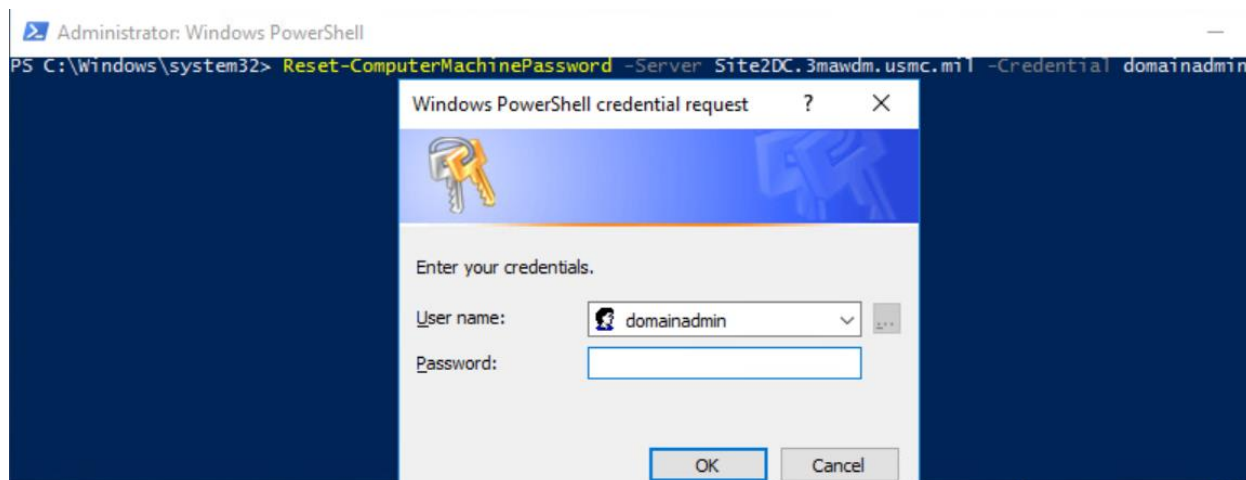 Administrator: Windows PowerShell
PS C:\Windows\system32> Reset-ComputerMachinePassword -Server Site2DC.3mawdm.usmc.mil -Credential domainadmin
Windows PowerShell credential request ?
Enter your credentials.
User name: domainadmin ...
Password:
OK Cancel